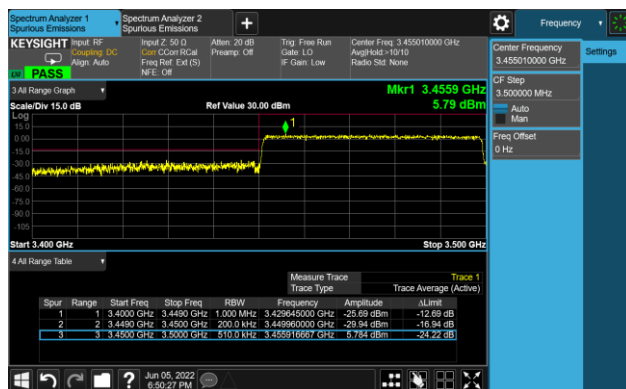 Spectrum Analyzer 1
Spurious Emissions
Spectrum Analyzer 2
Spurious Emissions
Frequency
KEYSIGHT
Input: RF
Coupling: DC
Align: Auto
Input Z: 50 Ω
Corr CCorr RCal
Freq Ref: Ext (S)
NFE: Off
Atten: 20 dB
Preamp: Off
Trig: Free Run
Gate: LO
IF Gain: Low
Center Freq: 3.455010000 GHz
Avg|Hold:>10/10
Radio Std: None
PASS
Center Frequency
3.455010000 GHz
Settings
CF Step
3.500000 MHz
Auto
Man
Freq Offset
0 Hz
3 All Range Graph
Mkr1 3.4559 GHz
Scale/Div 15.0 dB
Ref Value 30.00 dBm
5.79 dBm
Log
15.0
0.00
-15.0
-30.0
-45.0
-60.0
-75.0
-90.0
-105
1
Start 3.400 GHz
Stop 3.500 GHz
4 All Range Table
Measure Trace Trace 1
Trace Type Trace Average (Active)
Spur Range Start Freq Stop Freq RBW Frequency Amplitude ΔLimit
1 1 3.4000 GHz 3.4490 GHz 1.000 MHz 3.429645000 GHz -25.69 dBm -12.69 dB
2 2 3.4490 GHz 3.4500 GHz 200.0 kHz 3.449960000 GHz -29.94 dBm -16.94 dB
3 3 3.4500 GHz 3.5000 GHz 510.0 kHz 3.455916667 GHz 5.784 dBm -24.22 dB
Jun 05, 2022
6:50:27 PM